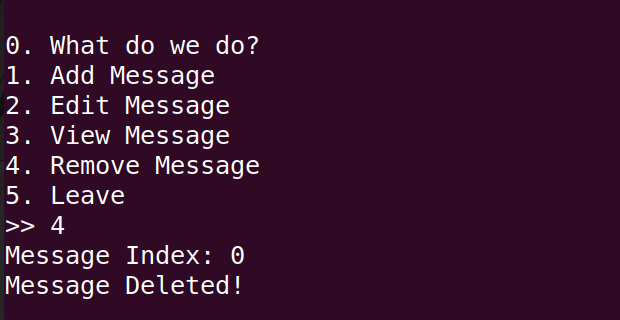 0. What do we do?
1. Add Message
2. Edit Message
3. View Message
4. Remove Message
5. Leave
>> 4
Message Index: 0
Message Deleted!